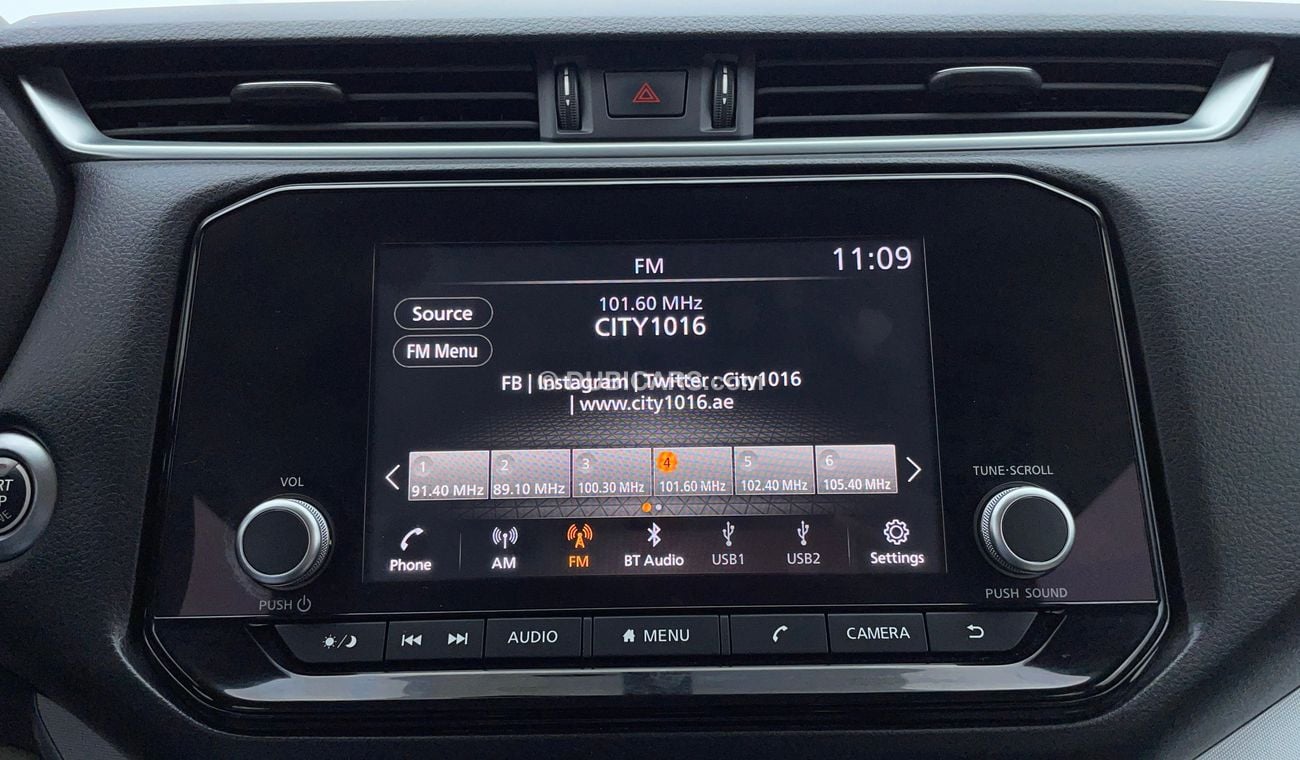 FM
11:09
Source
101.60 MHz
CITY1016
FM Menu
FB | Instagram | Twitter : City1016
| www.city1016.ae
© DUBICARS.com
1 2 3 4 5 6
91.40 MHz 89.10 MHz 100.30 MHz 101.60 MHz 102.40 MHz 105.40 MHz
Phone AM FM BT Audio USB1 USB2 Settings
VOL
PUSH
TUNE·SCROLL
PUSH SOUND
AUDIO MENU CAMERA